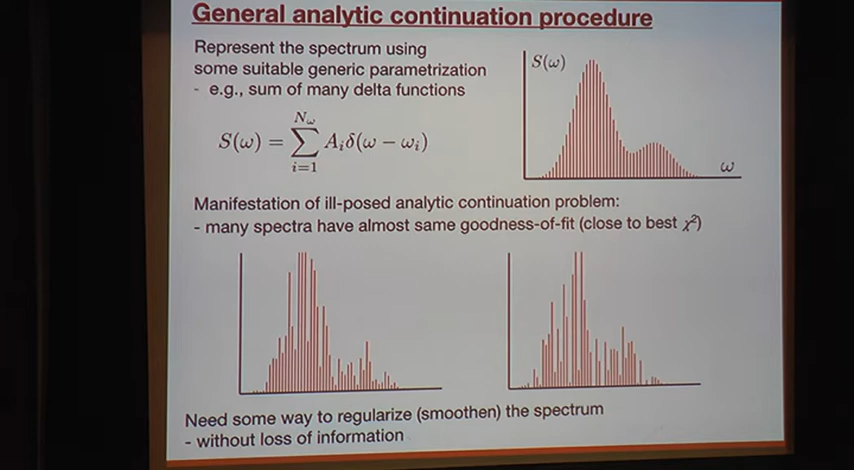 General analytic continuation procedure
Represent the spectrum using
some suitable generic parametrization
- e.g., sum of many delta functions
S(ω) = ∑_{i=1}^{N_ω} A_i δ(ω − ω_i)
S(ω)
ω
Manifestation of ill-posed analytic continuation problem:
- many spectra have almost same goodness-of-fit (close to best χ²)
Need some way to regularize (smoothen) the spectrum
- without loss of information